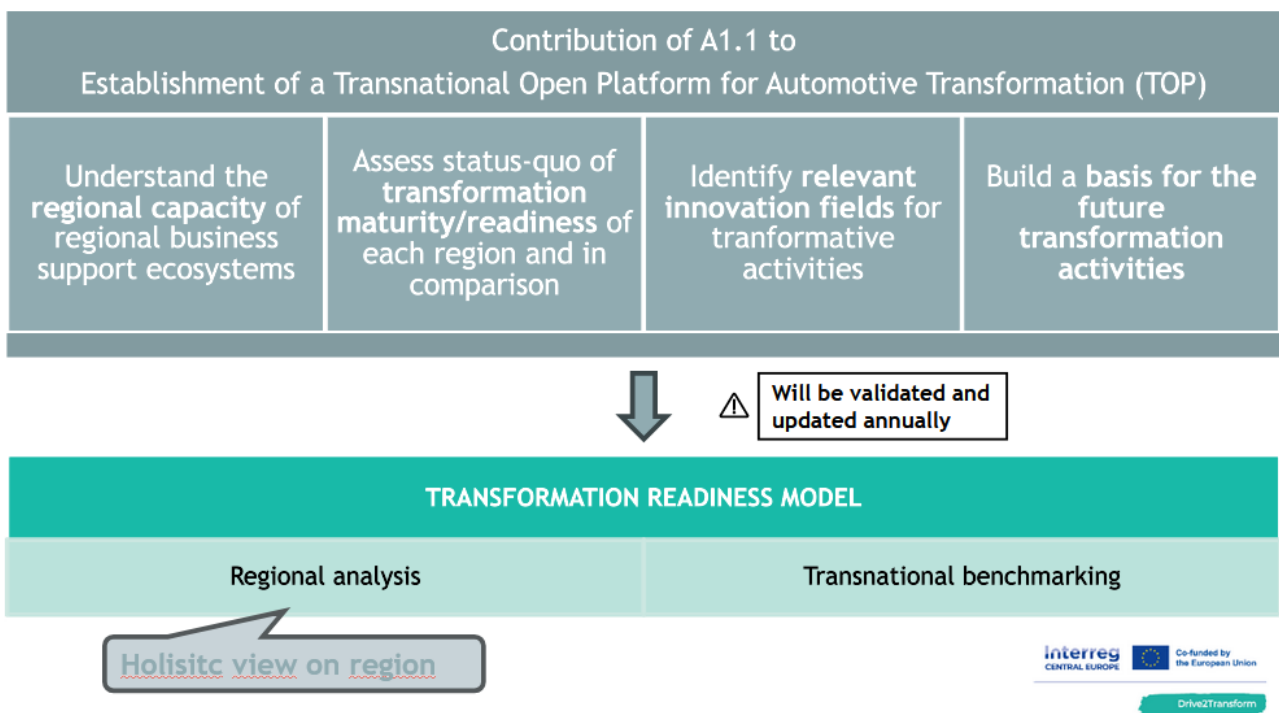 Contribution of A1.1 to
Establishment of a Transnational Open Platform for Automotive Transformation (TOP)
Understand the
regional capacity of
regional business
support ecosystems
Assess status-quo of
transformation
maturity/readiness of
each region and in
comparison
Identify relevant
innovation fields for
tranformative
activities
Build a basis for the
future
transformation
activities
Will be validated and
updated annually
TRANSFORMATION READINESS MODEL
Regional analysis
Transnational benchmarking
Holisitc view on region
Interreg
CENTRAL EUROPE
Co-funded by
the European Union
Drive2Transform